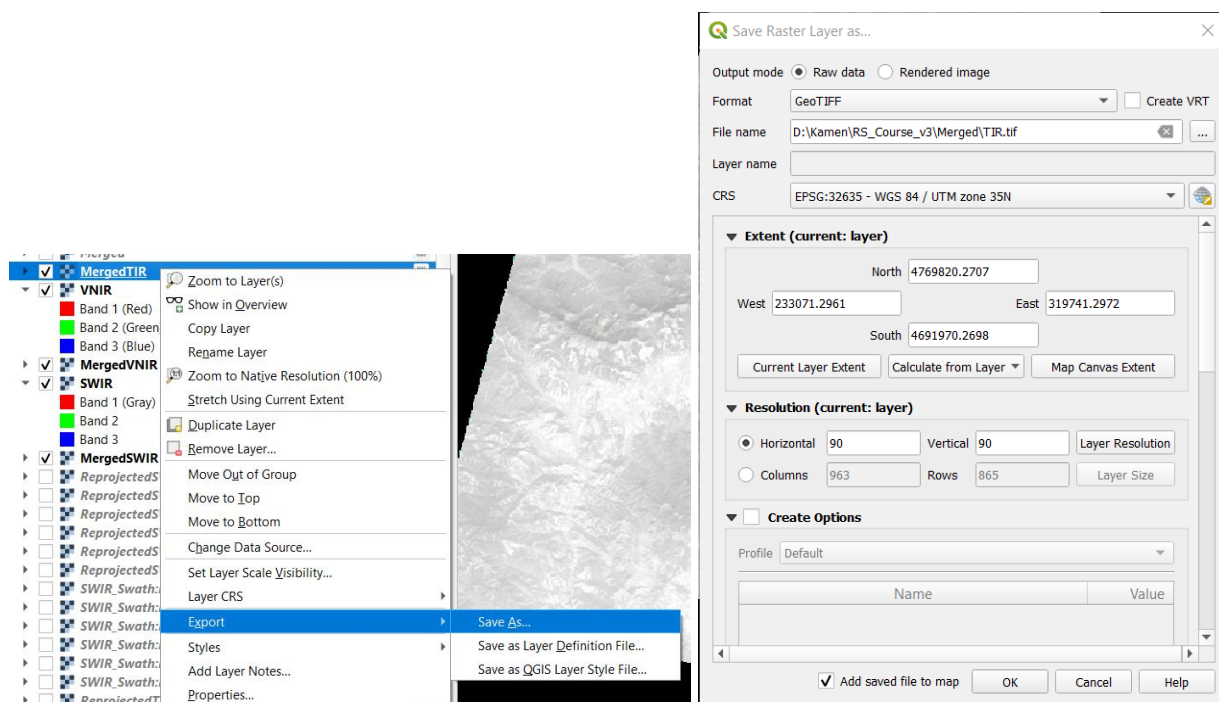 Merged
MergedTIR
VNIR
Band 1 (Red)
Band 2 (Green
Band 3 (Blue)
MergedVNIR
SWIR
Band 1 (Gray)
Band 2
Band 3
MergedSWIR
ReprojectedS
ReprojectedS
ReprojectedS
ReprojectedS
ReprojectedS
ReprojectedS
SWIR_Swath:
SWIR_Swath:
SWIR_Swath:
SWIR_Swath:
SWIR_Swath:
SWIR_Swath:
ReprojectedT
Zoom to Layer(s)
Show in Overview
Copy Layer
Rename Layer
Zoom to Native Resolution (100%)
Stretch Using Current Extent
Duplicate Layer
Remove Layer...
Move Out of Group
Move to Top
Move to Bottom
Change Data Source...
Set Layer Scale Visibility...
Layer CRS
Export
Styles
Add Layer Notes...
Properties...
Save As...
Save as Layer Definition File...
Save as QGIS Layer Style File...
Save Raster Layer as...
Output mode Raw data Rendered image
Format GeoTIFF Create VRT
File name D:\Kamen\RS_Course_v3\Merged\TIR.tif ...
Layer name
CRS EPSG:32635 - WGS 84 / UTM zone 35N
Extent (current: layer)
North 4769820.2707
West 233071.2961 East 319741.2972
South 4691970.2698
Current Layer Extent Calculate from Layer Map Canvas Extent
Resolution (current: layer)
Horizontal 90 Vertical 90 Layer Resolution
Columns 963 Rows 865 Layer Size
Create Options
Profile Default
Name Value
Add saved file to map OK Cancel Help